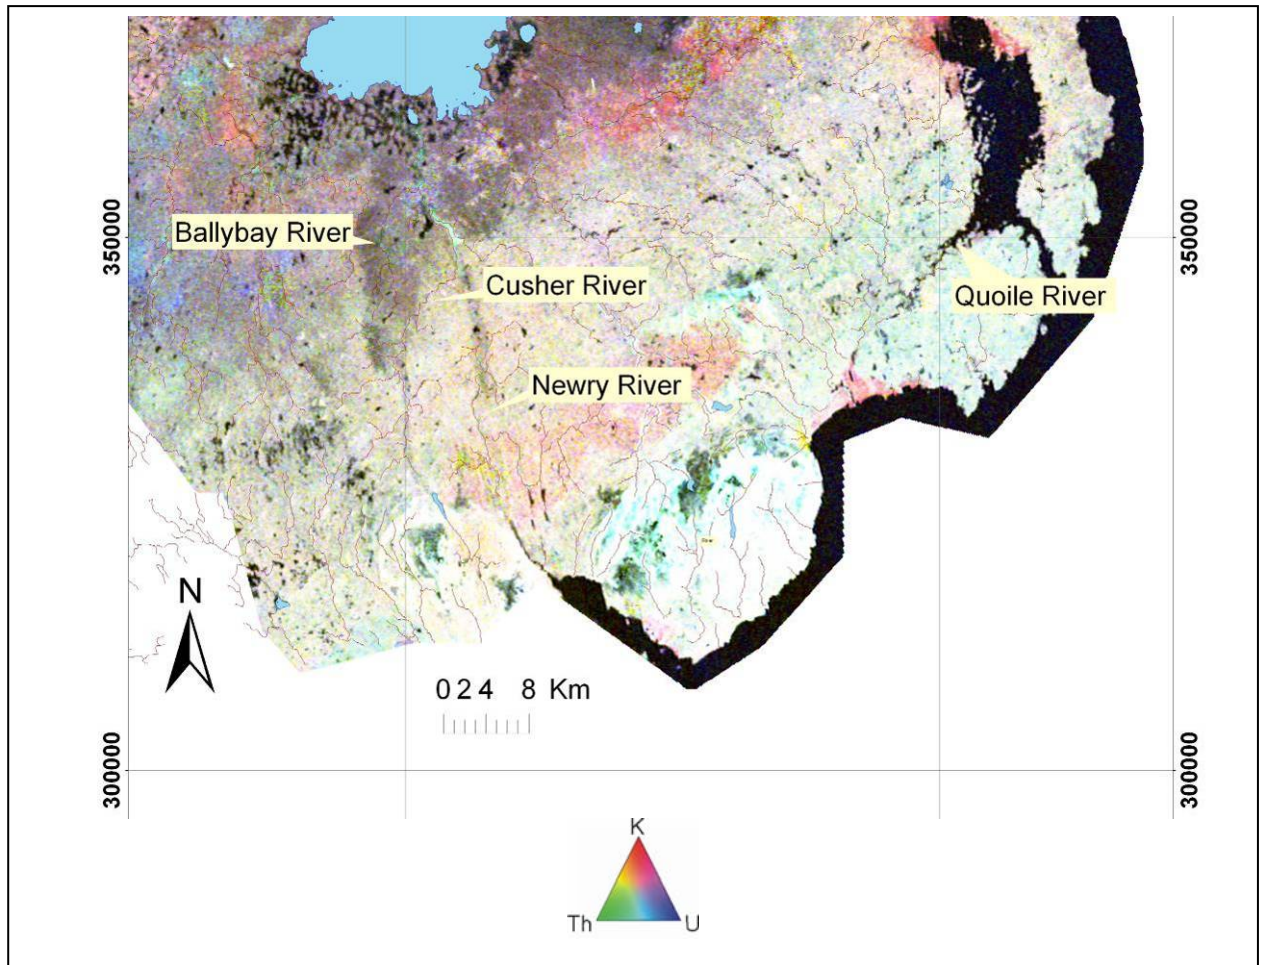 350000
350000
Ballybay River
Cusher River
Quoile River
Newry River
N
0 2 4 8 Km
300000
300000
K
Th
U